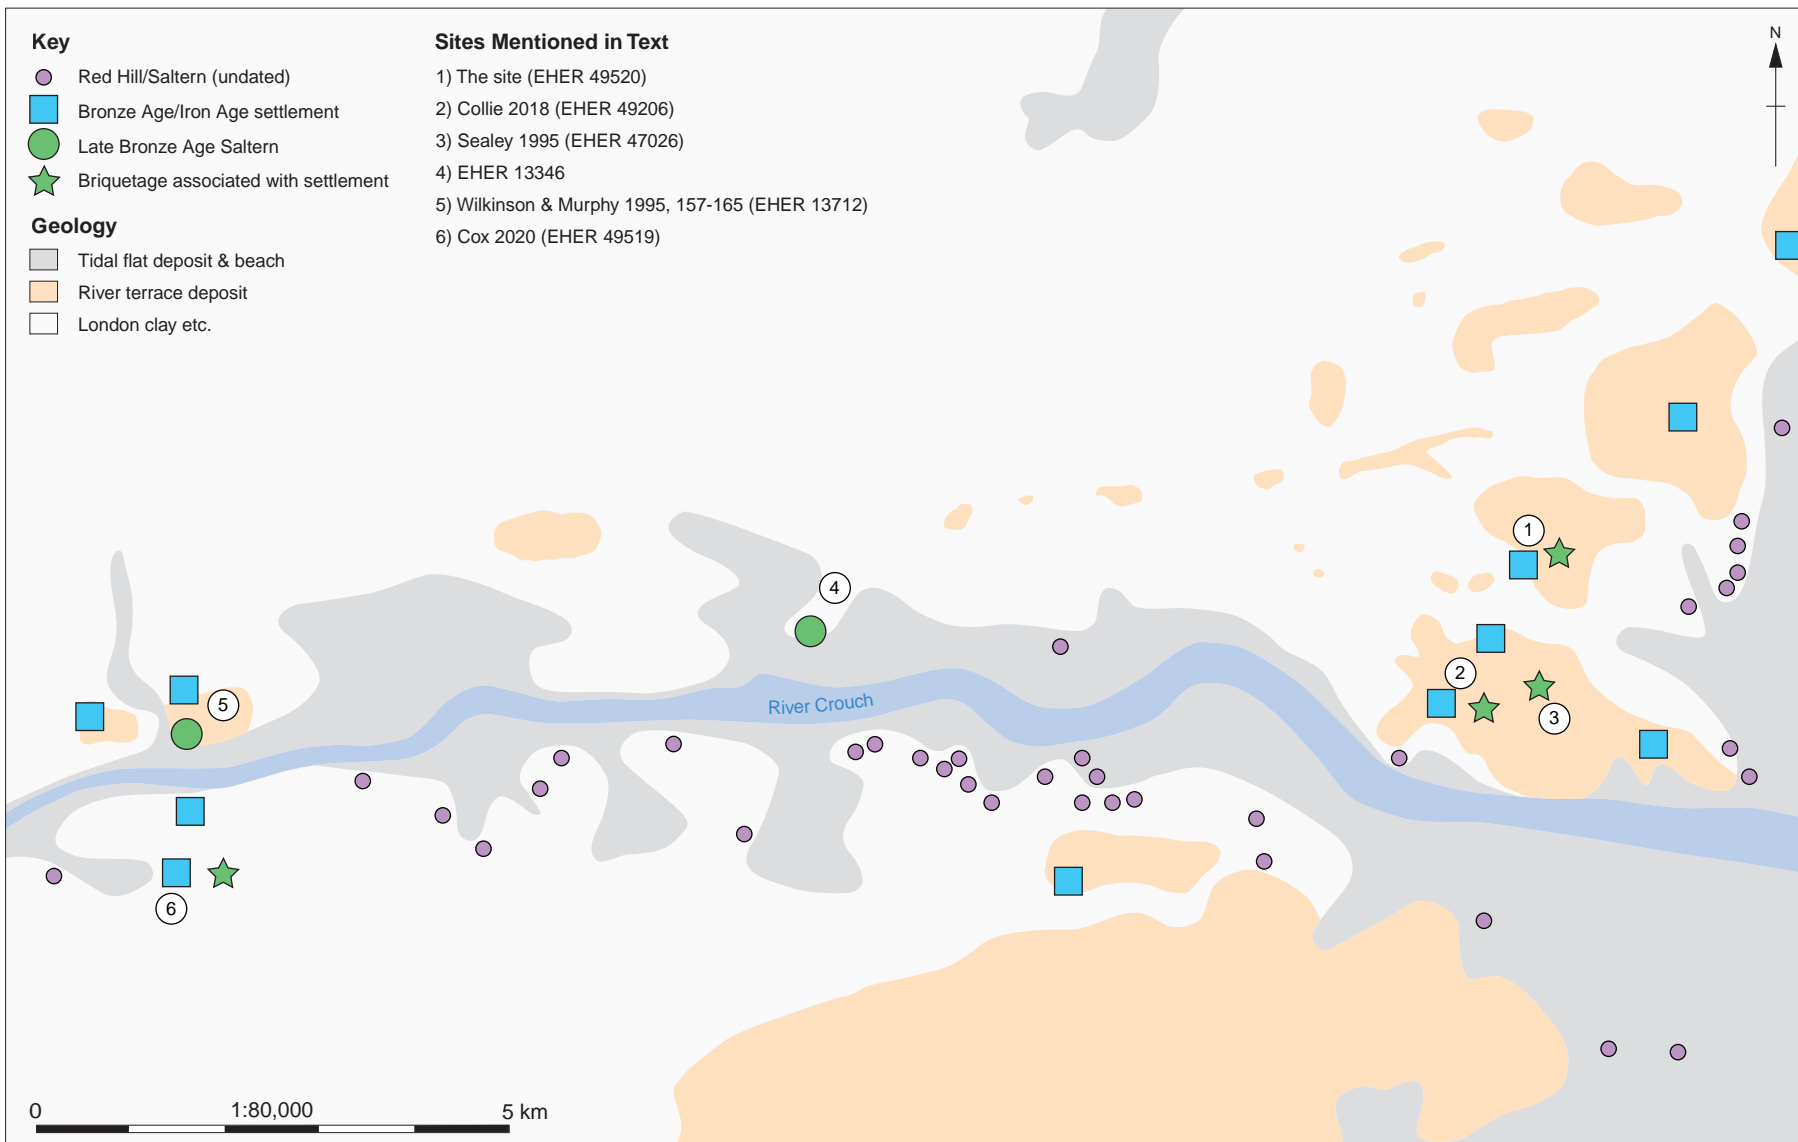 Key
Red Hill/Saltern (undated)
Bronze Age/Iron Age settlement
Late Bronze Age Saltern
Briquetage associated with settlement
Geology
Tidal flat deposit & beach
River terrace deposit
London clay etc.
Sites Mentioned in Text
1) The site (EHER 49520)
2) Collie 2018 (EHER 49206)
3) Sealey 1995 (EHER 47026)
4) EHER 13346
5) Wilkinson & Murphy 1995, 157-165 (EHER 13712)
6) Cox 2020 (EHER 49519)
N
1
4
2
5
River Crouch
3
6
0
1:80,000
5 km